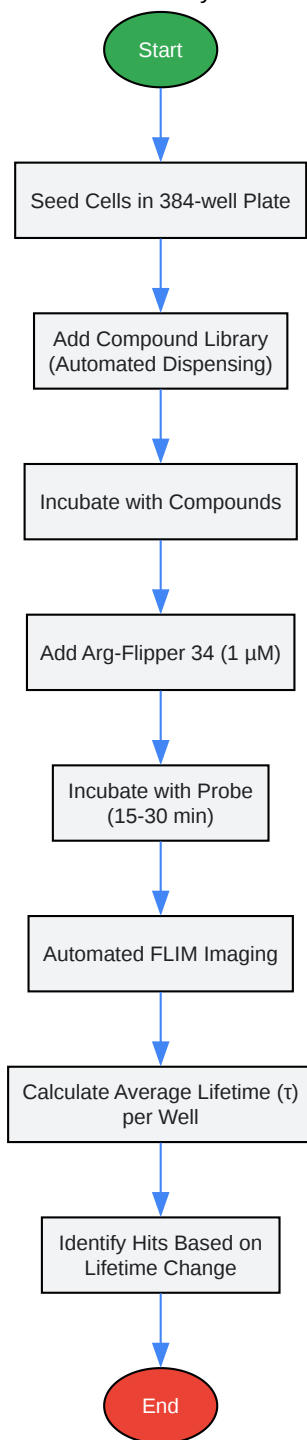 Start
Seed Cells in 384-well Plate
Add Compound Library
(Automated Dispensing)
Incubate with Compounds
Add Arg-Flipper 34 (1 µM)
Incubate with Probe
(15-30 min)
Automated FLIM Imaging
Calculate Average Lifetime (τ)
per Well
Identify Hits Based on
Lifetime Change
End